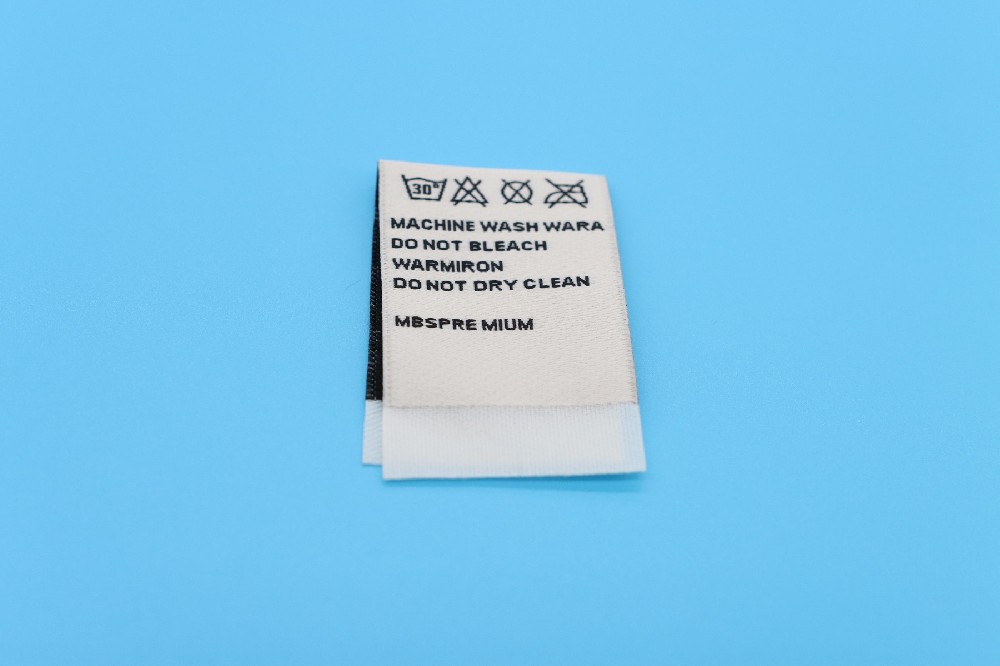 30°
MACHINE WASH WARA
DO NOT BLEACH
WARMIRON
DO NOT DRY CLEAN
MBSPRE MIUM